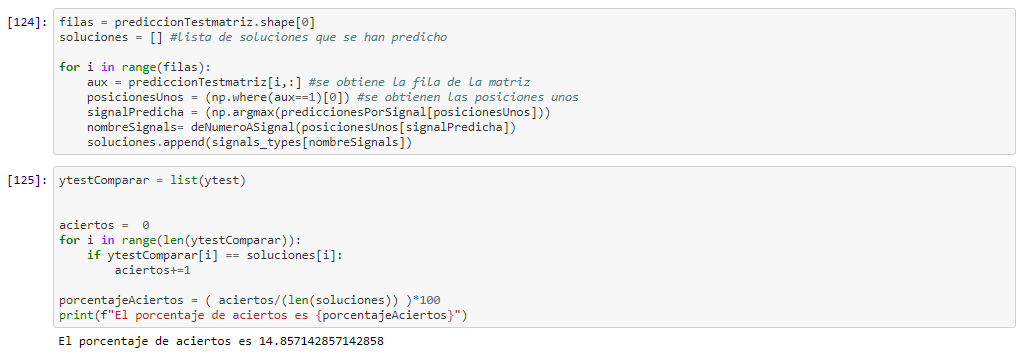 [124]: filas = prediccionTestmatriz.shape[0]
soluciones = [] #lista de soluciones que se han predicho
for i in range(filas):
    aux = prediccionTestmatriz[i,:] #se obtiene la fila de la matriz
    posicionesUnos = (np.where(aux==1)[0]) #se obtienen las posiciones unos
    signalPredicha = (np.argmax(prediccionesPorSignal[posicionesUnos]))
    nombreSignals= deNumeroASignal(posicionesUnos[signalPredicha])
    soluciones.append(signals_types[nombreSignals])
[125]: ytestComparar = list(ytest)
aciertos =  0
for i in range(len(ytestComparar)):
    if ytestComparar[i] == soluciones[i]:
        aciertos+=1
porcentajeAciertos = ( aciertos/(len(soluciones)) )*100
print(f"El porcentaje de aciertos es {porcentajeAciertos}")
El porcentaje de aciertos es 14.857142857142858